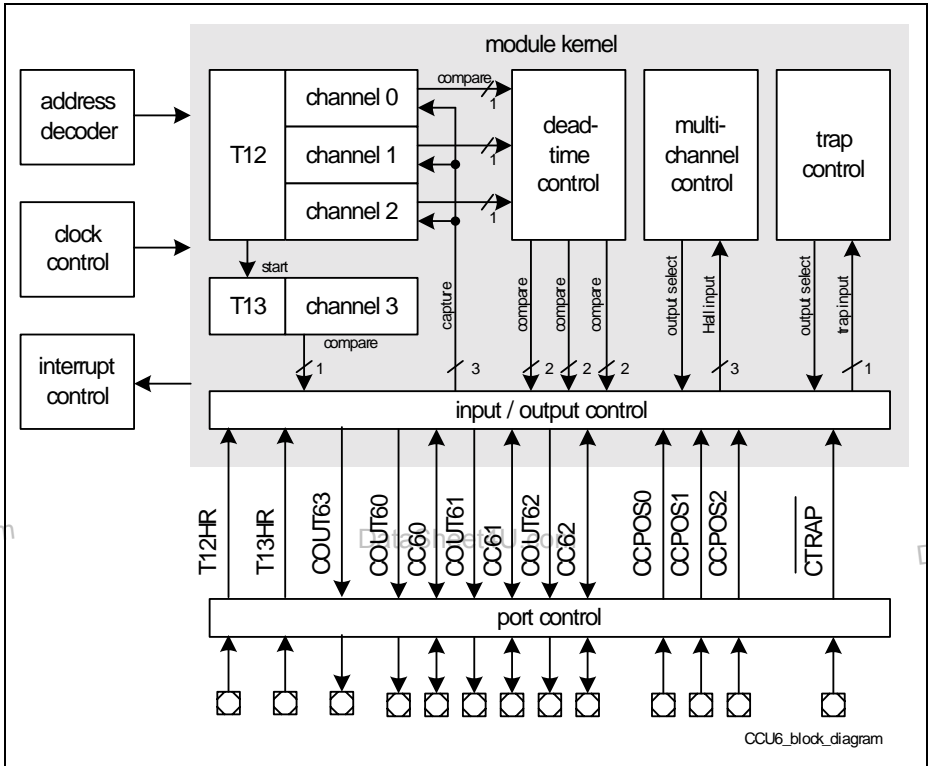 module kernel
address
decoder
clock
control
interrupt
control
T12
channel 0
channel 1
channel 2
compare
1
1
1
dead-
time
control
multi-
channel
control
trap
control
start
T13
channel 3
compare
1
capture
3
compare
2
compare
2
compare
2
output select
Hall input
3
output select
trap input
1
input / output control
T12HR
T13HR
COUT63
COUT60
CC60
COUT61
CC61
COUT62
CC62
CCPOS0
CCPOS1
CCPOS2
CTRAP
DataSheet4U.com
m
D
port control
CCU6_block_diagram